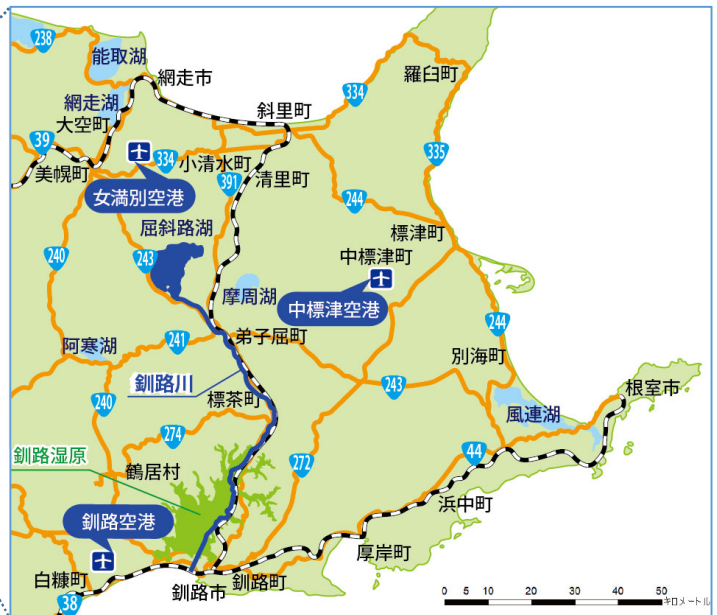 238
能取湖
網走市
網走湖
大空町
39
美幌町
334
女満別空港
小清水町
391
斜里町
334
清里町
羅臼町
335
244
標津町
中標津町
中標津空港
屈斜路湖
243
240
摩周湖
弟子屈町
241
阿寒湖
釧路川
240
標茶町
274
釧路湿原
鶴居村
272
釧路空港
白糠町
38
釧路市
釧路町
厚岸町
浜中町
44
243
別海町
244
風連湖
根室市
0 5 10 20 30 40 50
キロメートル